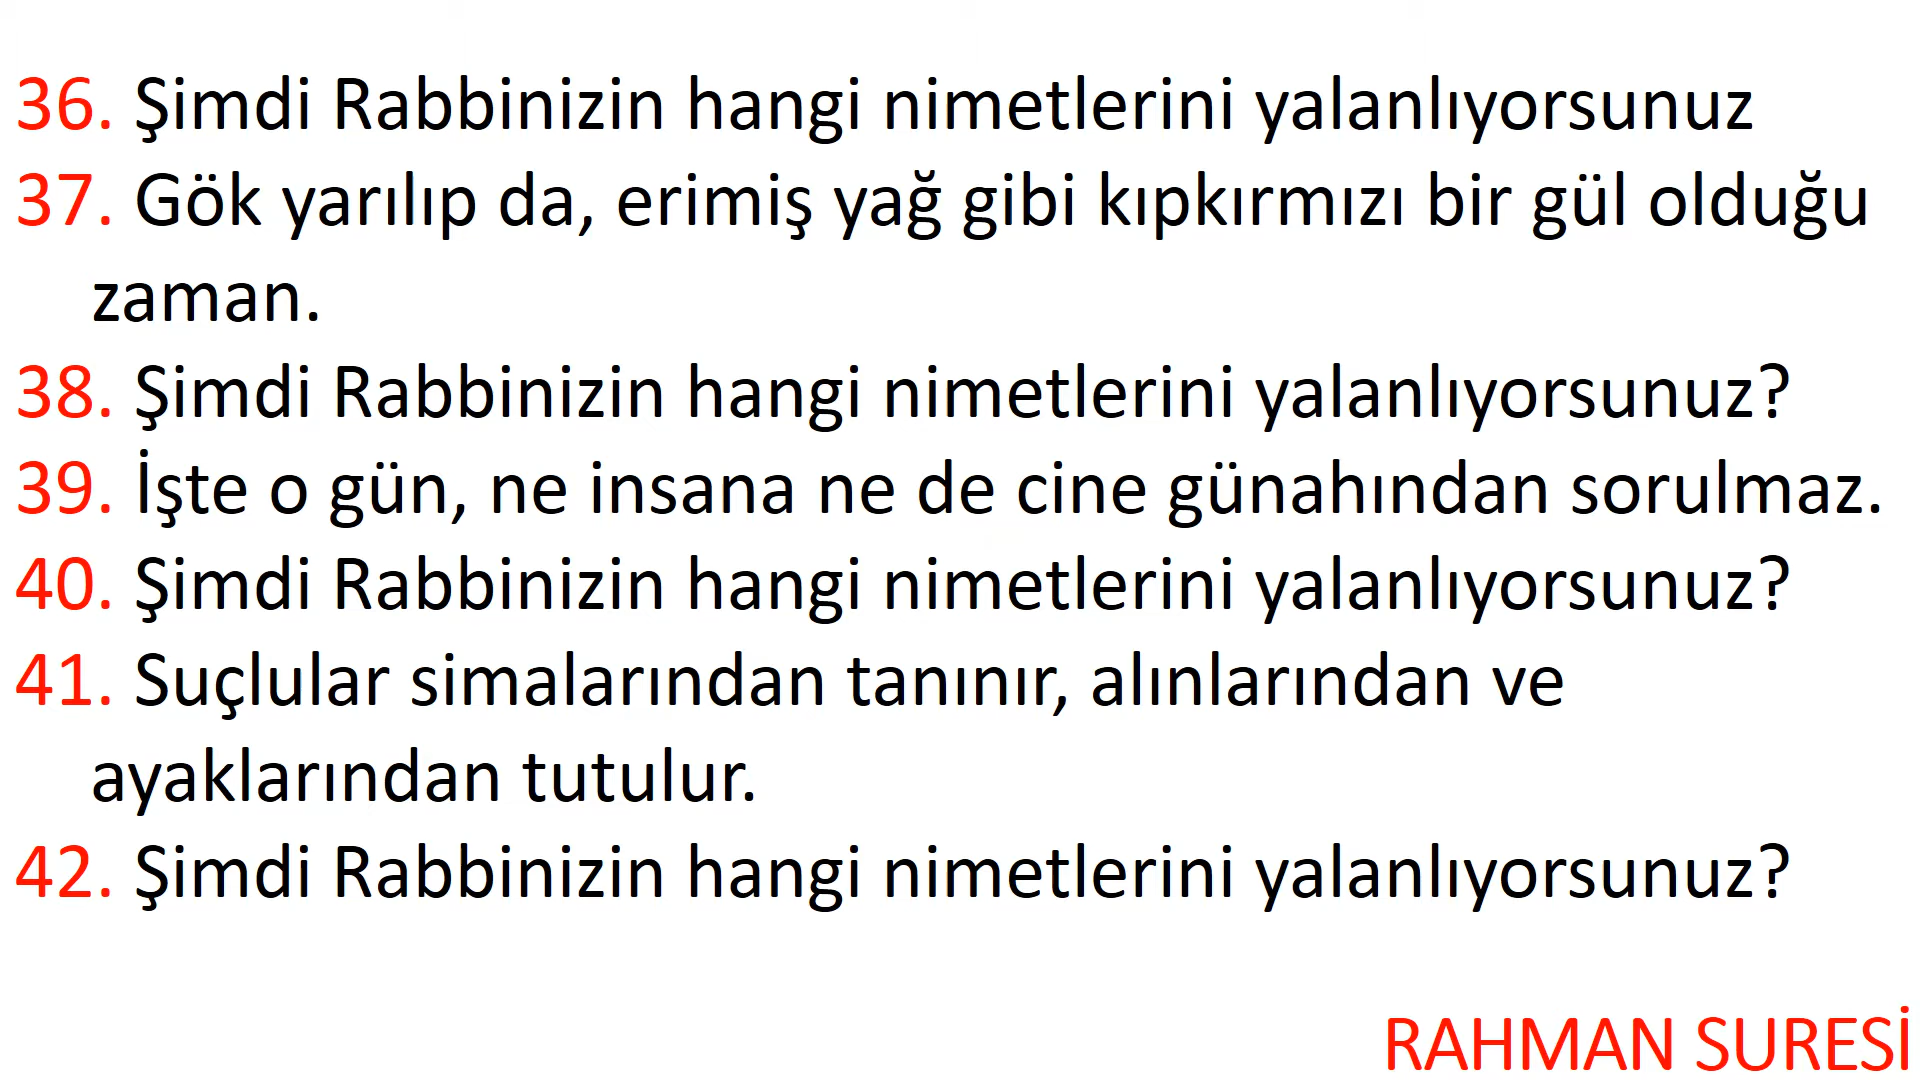 36. Şimdi Rabbinizin hangi nimetlerini yalanlıyorsunuz
37. Gök yarılıp da, erimiş yağ gibi kıpkırmızı bir gül olduğu
zaman.
38. Şimdi Rabbinizin hangi nimetlerini yalanlıyorsunuz?
39. İşte o gün, ne insana ne de cine günahından sorulmaz.
40. Şimdi Rabbinizin hangi nimetlerini yalanlıyorsunuz?
41. Suçlular simalarından tanınır, alınlarından ve
ayaklarından tutulur.
42. Şimdi Rabbinizin hangi nimetlerini yalanlıyorsunuz?
RAHMAN SURESİ